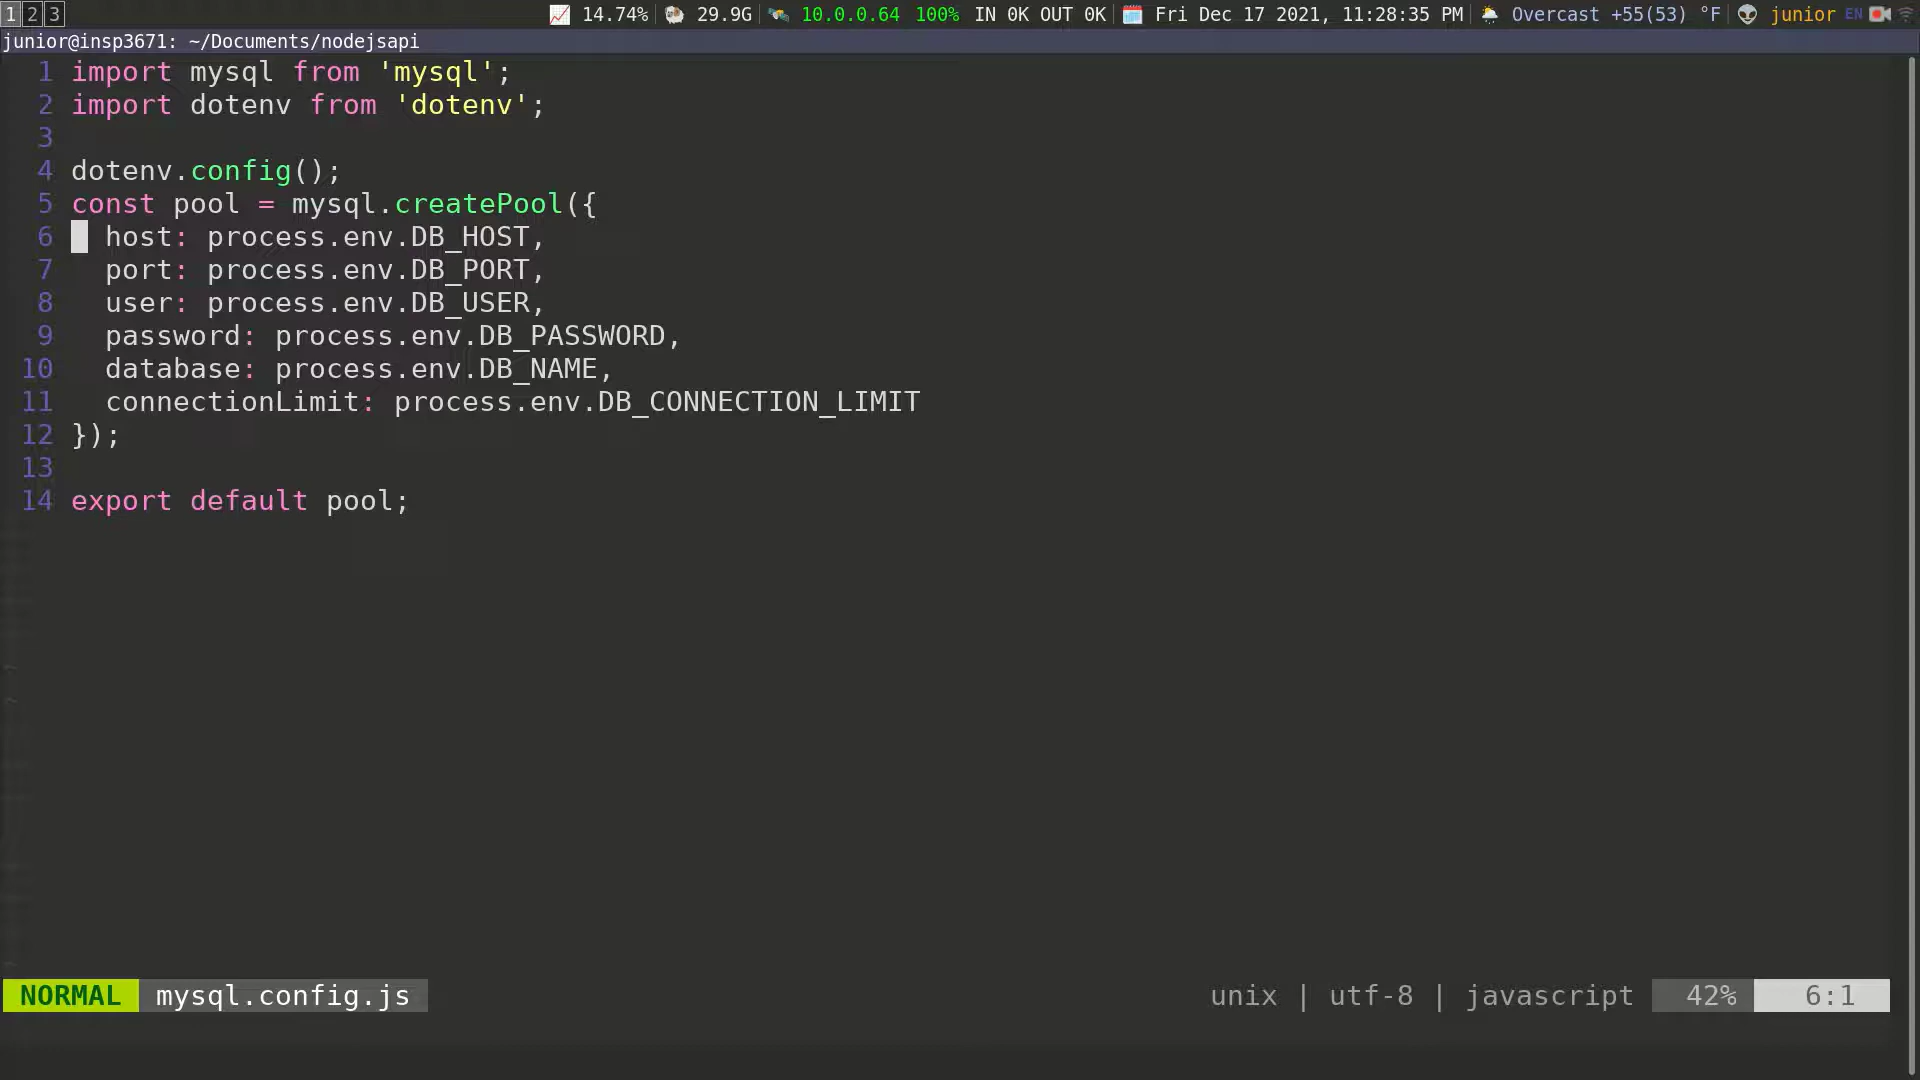 1 2 3 14.74% 29.9G 10.0.0.64 100% IN 0K OUT 0K Fri Dec 17 2021, 11:28:35 PM Overcast +55(53) °F junior EN
junior@insp3671: ~/Documents/nodejsapi
1 import mysql from 'mysql';
2 import dotenv from 'dotenv';
3
4 dotenv.config();
5 const pool = mysql.createPool({
6   host: process.env.DB_HOST,
7   port: process.env.DB_PORT,
8   user: process.env.DB_USER,
9   password: process.env.DB_PASSWORD,
10   database: process.env.DB_NAME,
11   connectionLimit: process.env.DB_CONNECTION_LIMIT
12 });
13
14 export default pool;
NORMAL mysql.config.js unix | utf-8 | javascript 42% 6:1